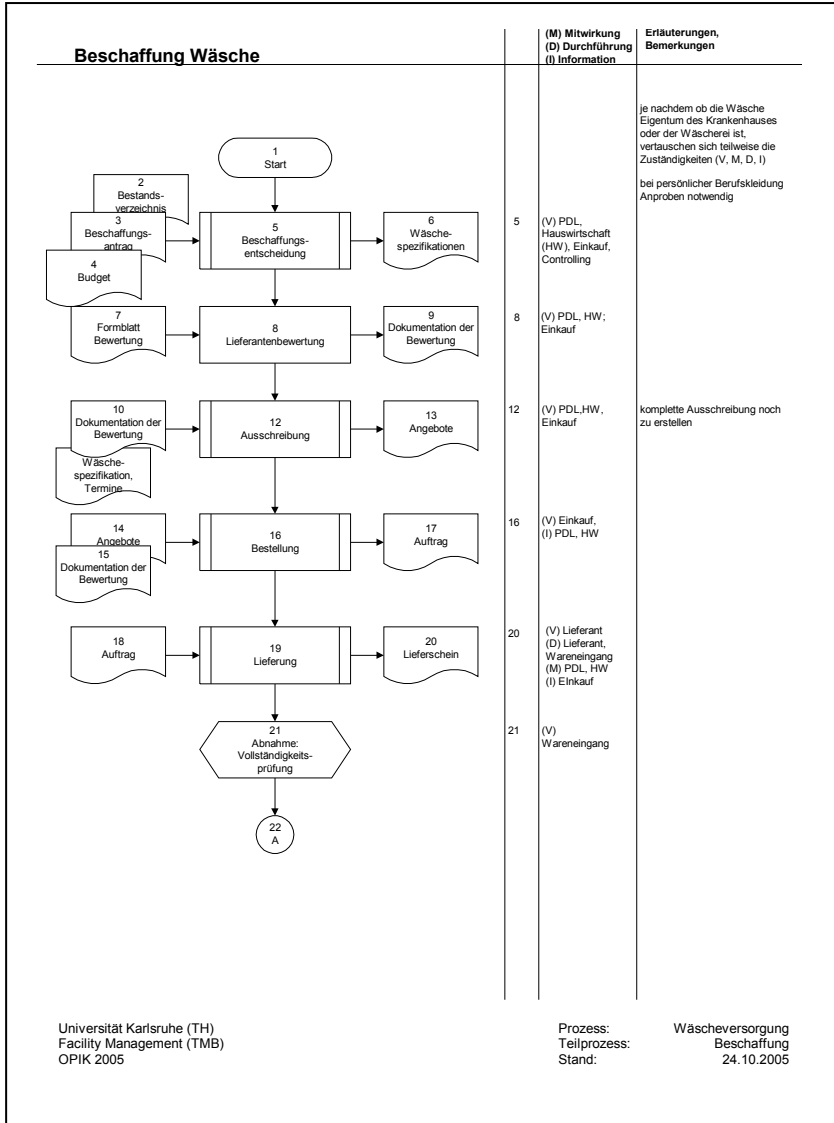 Beschaffung Wäsche
(M) Mitwirkung
(D) Durchführung
(I) Information
Erläuterungen,
Bemerkungen
je nachdem ob die Wäsche
Eigentum des Krankenhauses
oder der Wäscherei ist,
vertauschen sich teilweise die
Zuständigkeiten (V, M, D, I)
bei persönlicher Berufskleidung
Anproben notwendig
1
Start
2
Bestands-
verzeichnis
3
Beschaffungs-
antrag
4
Budget
5
Beschaffungs-
entscheidung
6
Wäsche-
spezifikationen
5
(V) PDL,
Hauswirtschaft
(HW), Einkauf,
Controlling
7
Formblatt
Bewertung
8
Lieferantenbewertung
9
Dokumentation der
Bewertung
8
(V) PDL, HW;
Einkauf
10
Dokumentation der
Bewertung
Wäsche-
spezifikation,
Termine
12
Ausschreibung
13
Angebote
12
(V) PDL,HW,
Einkauf
komplette Ausschreibung noch
zu erstellen
14
Angebote
15
Dokumentation der
Bewertung
16
Bestellung
17
Auftrag
16
(V) Einkauf,
(I) PDL, HW
18
Auftrag
19
Lieferung
20
Lieferschein
20
(V) Lieferant
(D) Lieferant,
Wareneingang
(M) PDL, HW
(I) EInkauf
21
Abnahme:
Vollständigkeits-
prüfung
21
(V)
Wareneingang
22
A
Universität Karlsruhe (TH)
Facility Management (TMB)
OPIK 2005
Prozess: Wäscheversorgung
Teilprozess: Beschaffung
Stand: 24.10.2005